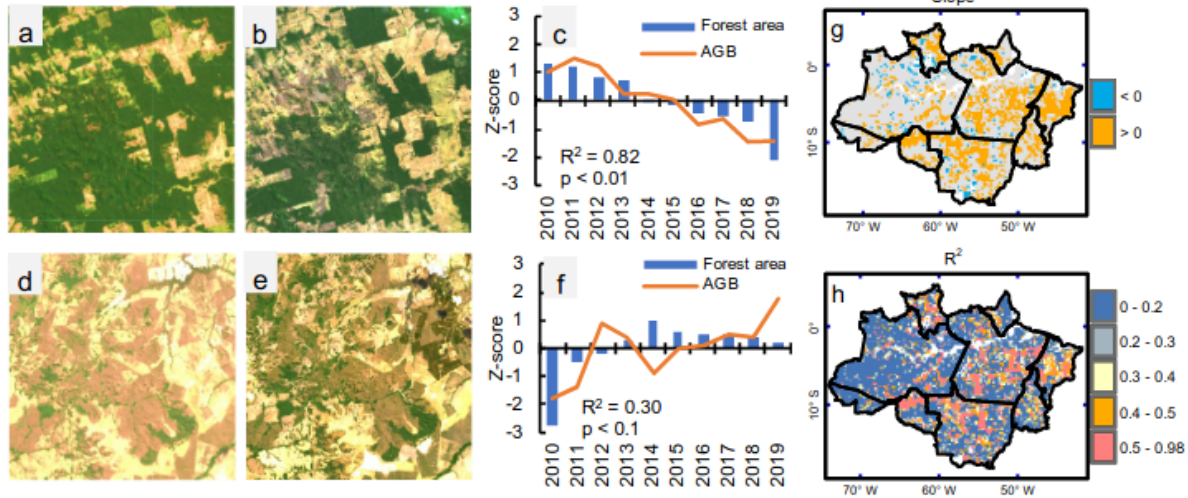 a
b
3
2
1
0
-1
-2
-3
Z-score
c
Forest area
AGB
R² = 0.82
p < 0.01
2010
2011
2012
2013
2014
2015
2016
2017
2018
2019
Slope
g
0°
10° S
70° W
60° W
50° W
< 0
> 0
d
e
3
2
1
0
-1
-2
-3
Z-score
f
Forest area
AGB
R² = 0.30
p < 0.1
2010
2011
2012
2013
2014
2015
2016
2017
2018
2019
R²
h
0°
10° S
70° W
60° W
50° W
0 - 0.2
0.2 - 0.3
0.3 - 0.4
0.4 - 0.5
0.5 - 0.98